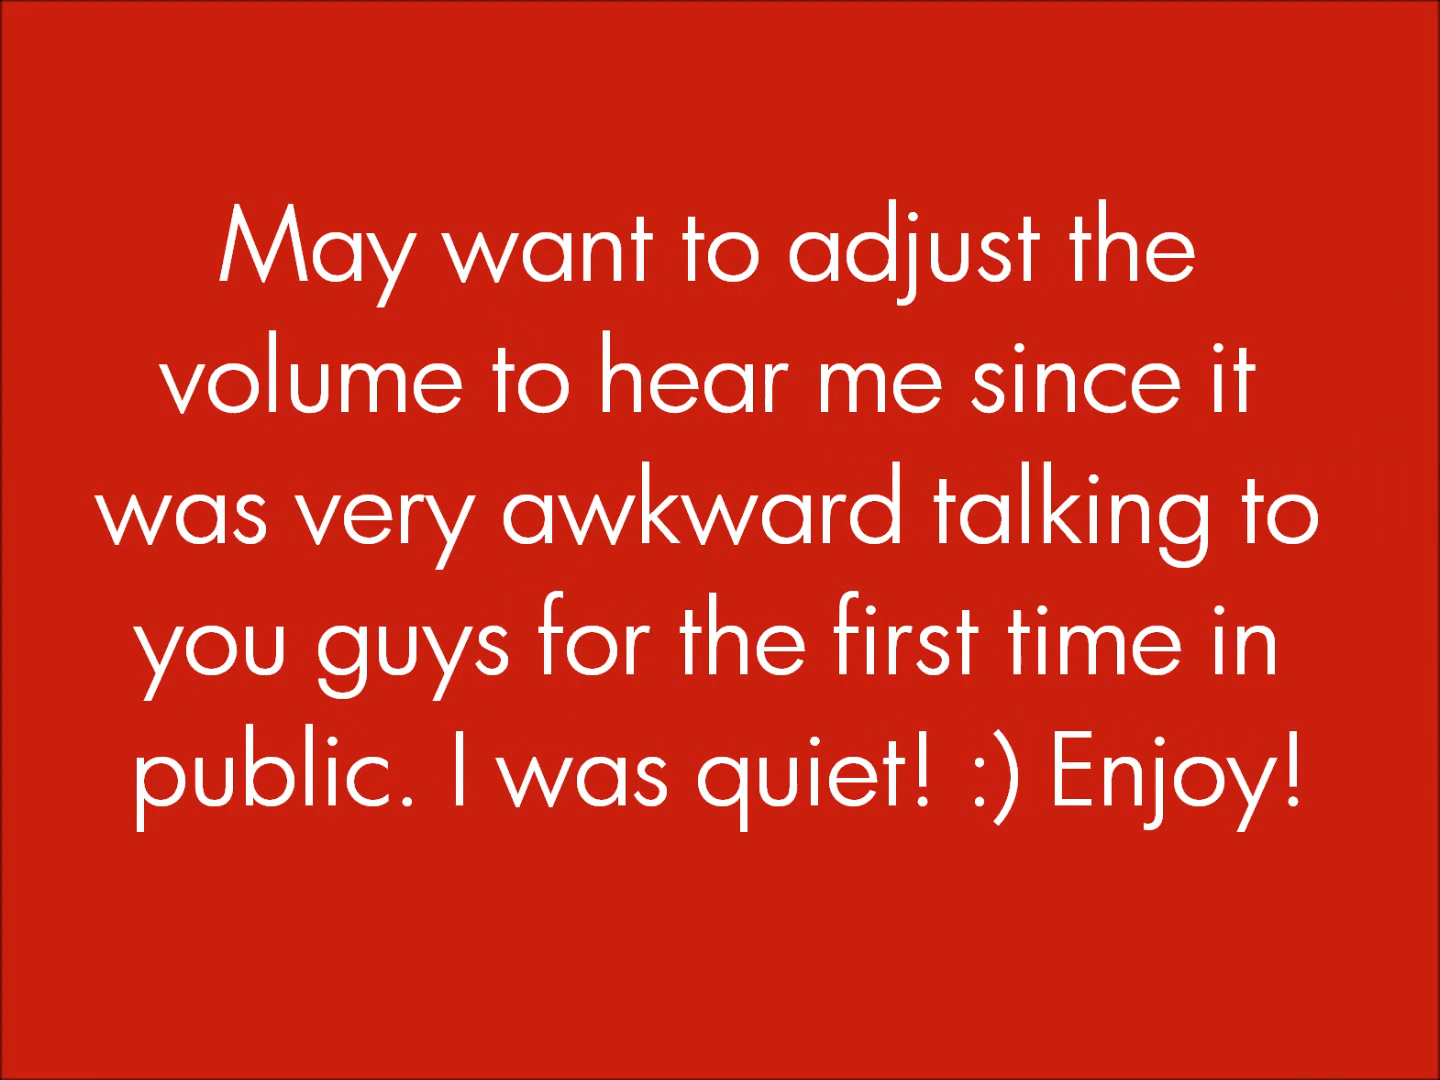 May want to adjust the
volume to hear me since it
was very awkward talking to
you guys for the first time in
public. I was quiet! :) Enjoy!